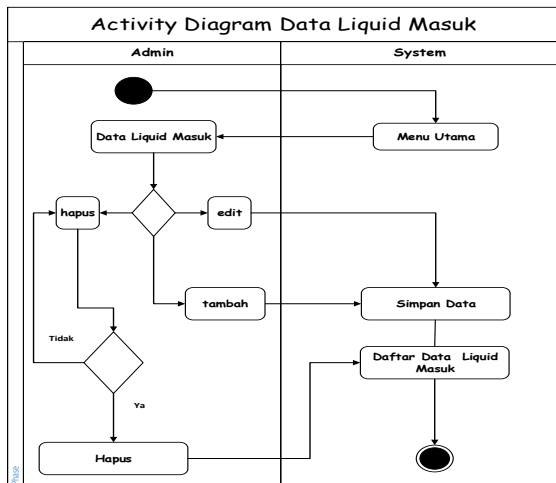 Activity Diagram Data Liquid Masuk
Admin
System
Data Liquid Masuk
Menu Utama
hapus
edit
tambah
Simpan Data
Tidak
Daftar Data Liquid
Masuk
Ya
Hapus
Phase